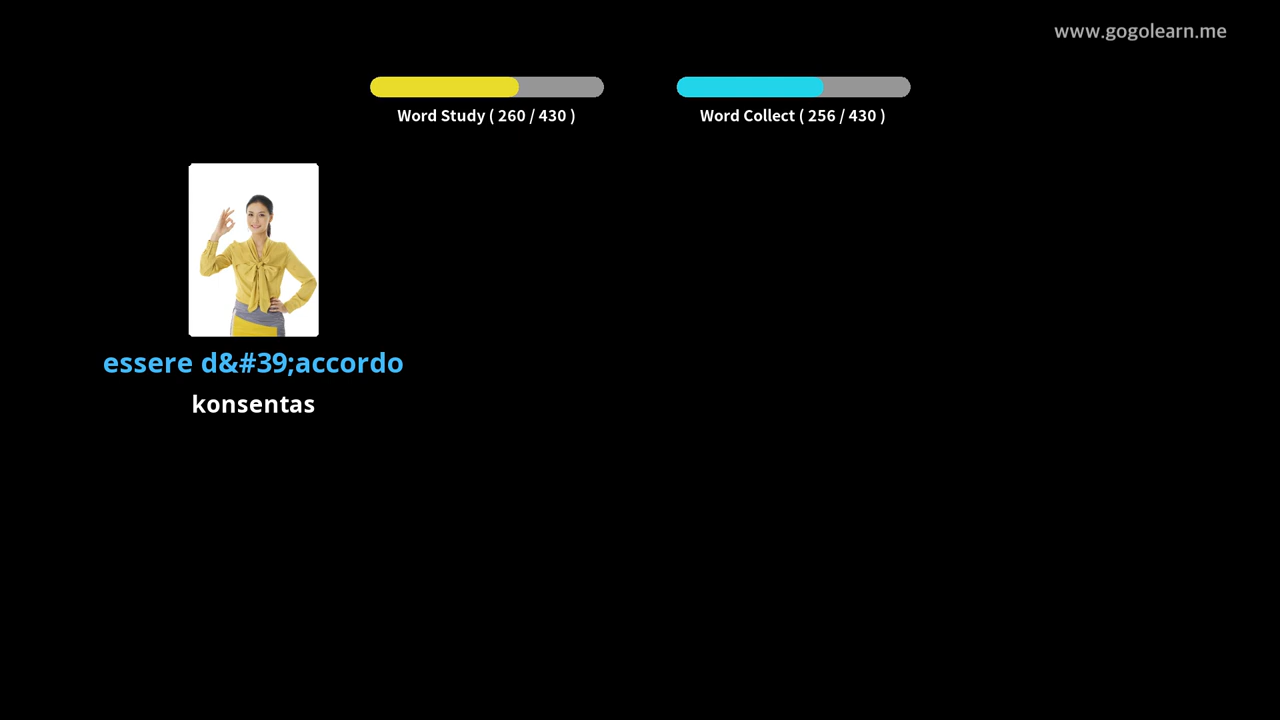 www.gogolearn.me
Word Study ( 260 / 430 )
Word Collect ( 256 / 430 )
essere d&#39;accordo
konsentas